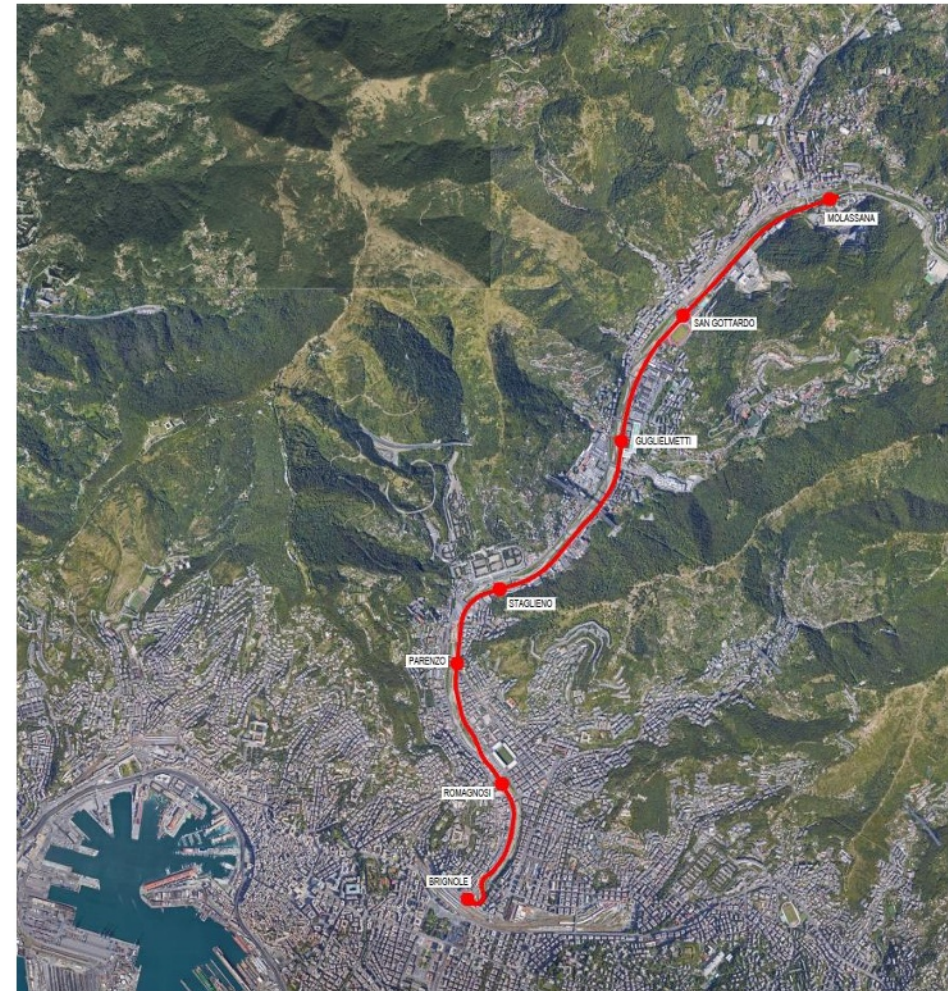 MOLASSANA
SAN GOTTARDO
GUGLIELMETTI
STAGLIENO
PARENZO
ROMAGNOSI
BRIGNOLE